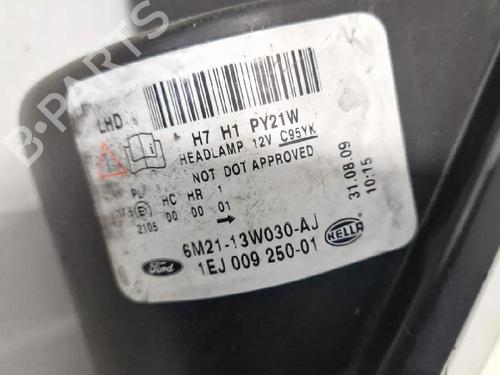 B-PARTS
LHD
H7 H1 PY21W
HEADLAMP 12V C95YK
NOT DOT APPROVED
PL HC HR 1
2105 00 00 01
31.08.09
10:15
6M21-13W030-AJ
1EJ 009 250-01
Ford
HELLA